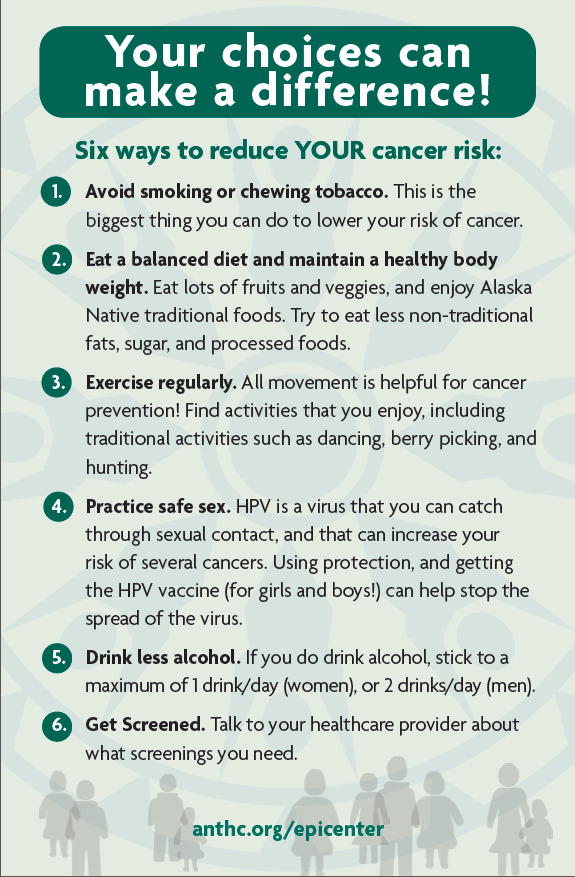 Your choices can
make a difference!
Six ways to reduce YOUR cancer risk:
1. Avoid smoking or chewing tobacco. This is the
biggest thing you can do to lower your risk of cancer.
2. Eat a balanced diet and maintain a healthy body
weight. Eat lots of fruits and veggies, and enjoy Alaska
Native traditional foods. Try to eat less non-traditional
fats, sugar, and processed foods.
3. Exercise regularly. All movement is helpful for cancer
prevention! Find activities that you enjoy, including
traditional activities such as dancing, berry picking, and
hunting.
4. Practice safe sex. HPV is a virus that you can catch
through sexual contact, and that can increase your
risk of several cancers. Using protection, and getting
the HPV vaccine (for girls and boys!) can help stop the
spread of the virus.
5. Drink less alcohol. If you do drink alcohol, stick to a
maximum of 1 drink/day (women), or 2 drinks/day (men).
6. Get Screened. Talk to your healthcare provider about
what screenings you need.
anthc.org/epicenter